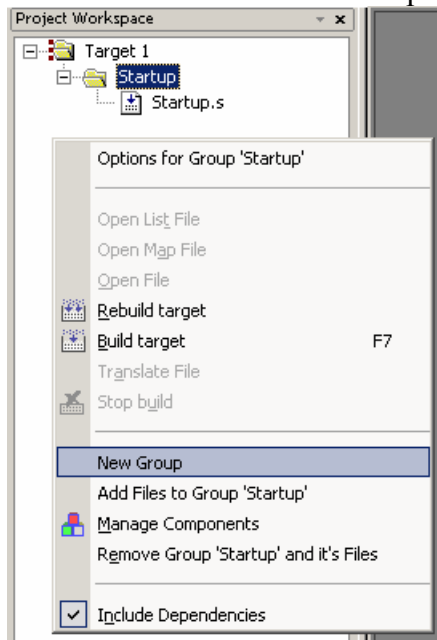 Project Workspace
Target 1
Startup
Startup.s
Options for Group 'Startup'
Open List File
Open Map File
Open File
Rebuild target
Build target F7
Translate File
Stop build
New Group
Add Files to Group 'Startup'
Manage Components
Remove Group 'Startup' and it's Files
Include Dependencies